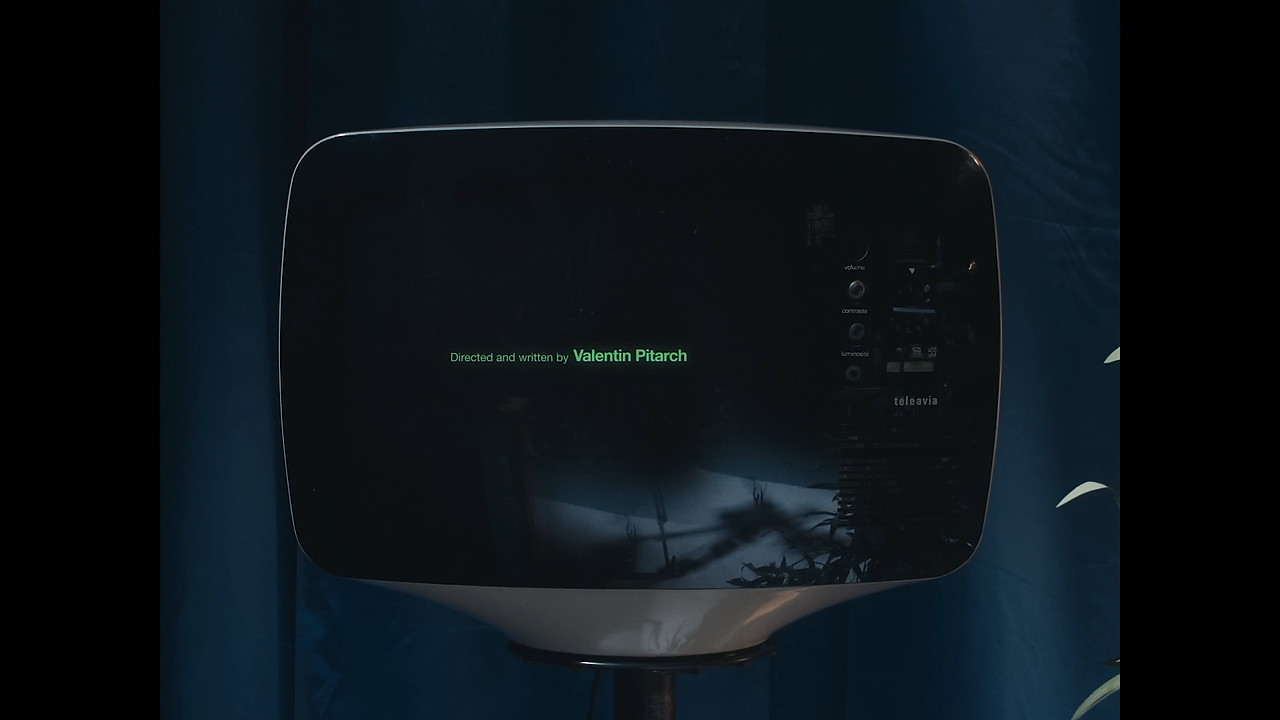 Directed and written by Valentin Pitarch
volume
contraste
luminosité
teleavia